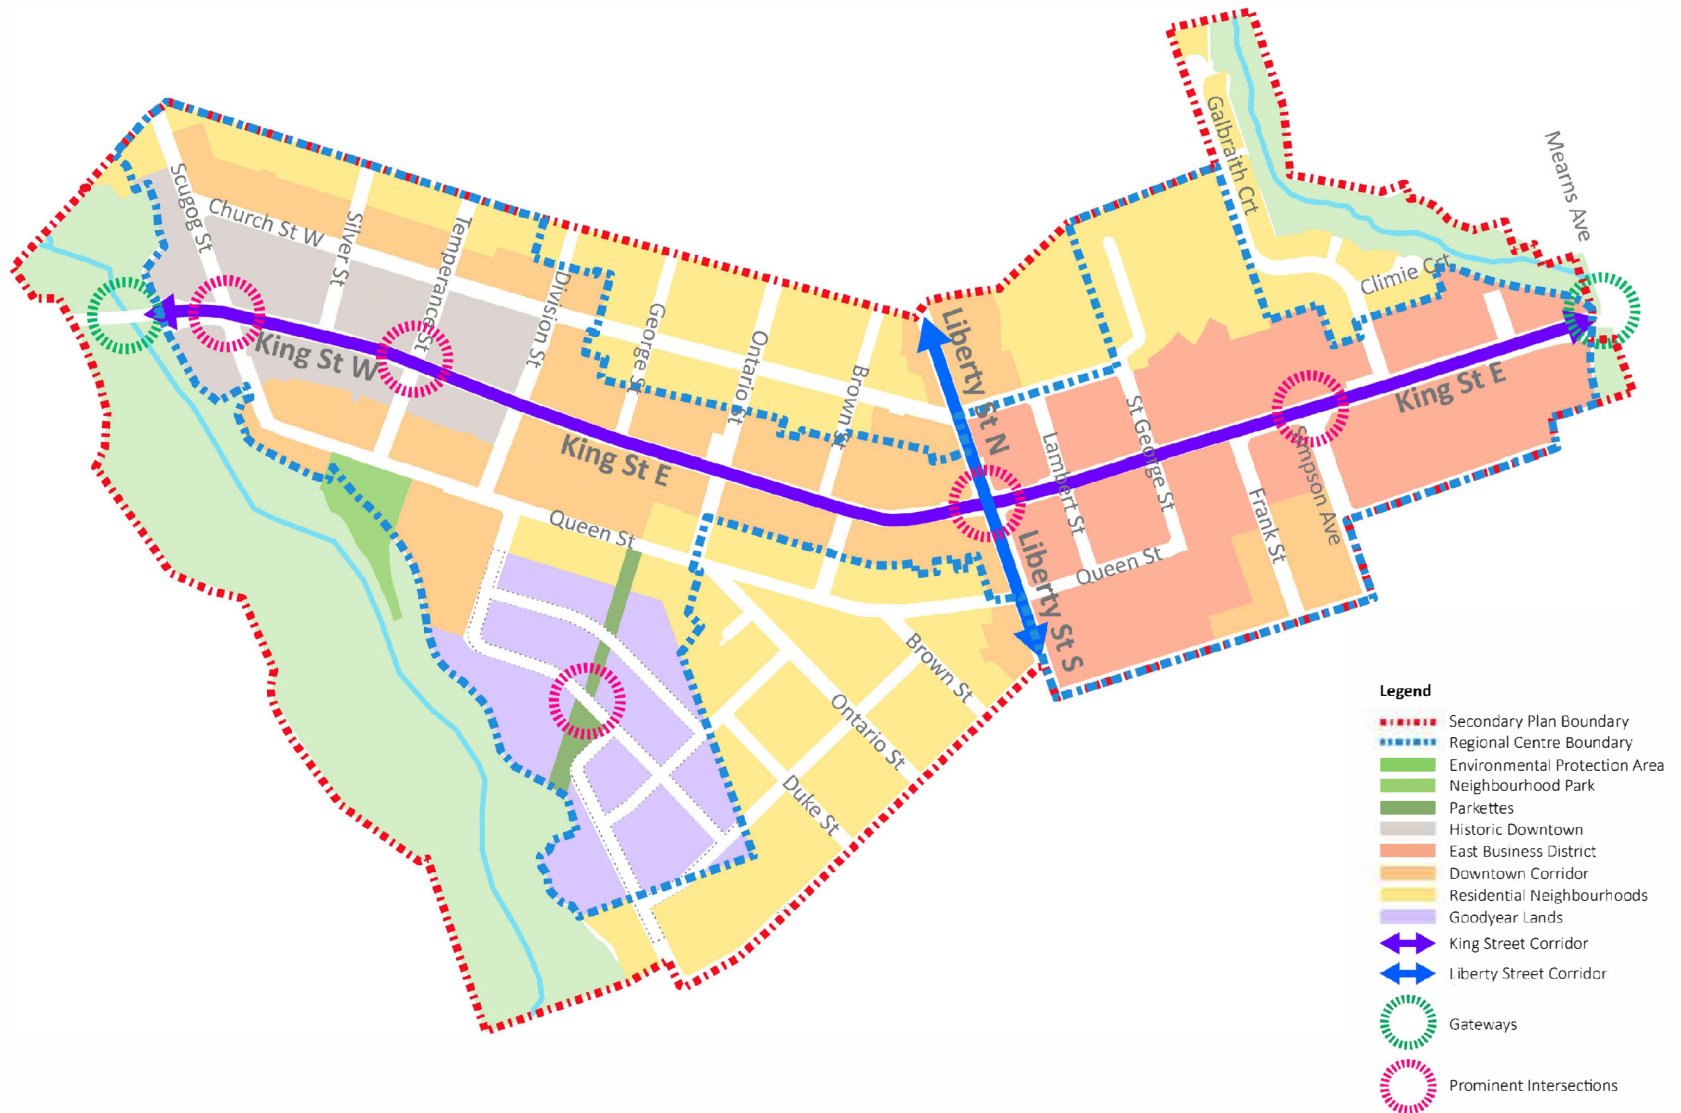 Galbraith Crt
Mearns Ave
Scugog St
Church St W
Silver St
Temperance St
Division St
George St
Ontario St
Brown St
Liberty St N
Climie Crt
King St W
King St E
King St E
St George St
Lambert St
Simpson Ave
Frank St
Queen St
Queen St
Liberty St S
Brown St
Ontario St
Duke St
Legend
Secondary Plan Boundary
Regional Centre Boundary
Environmental Protection Area
Neighbourhood Park
Parkettes
Historic Downtown
East Business District
Downtown Corridor
Residential Neighbourhoods
Goodyear Lands
King Street Corridor
Liberty Street Corridor
Gateways
Prominent Intersections